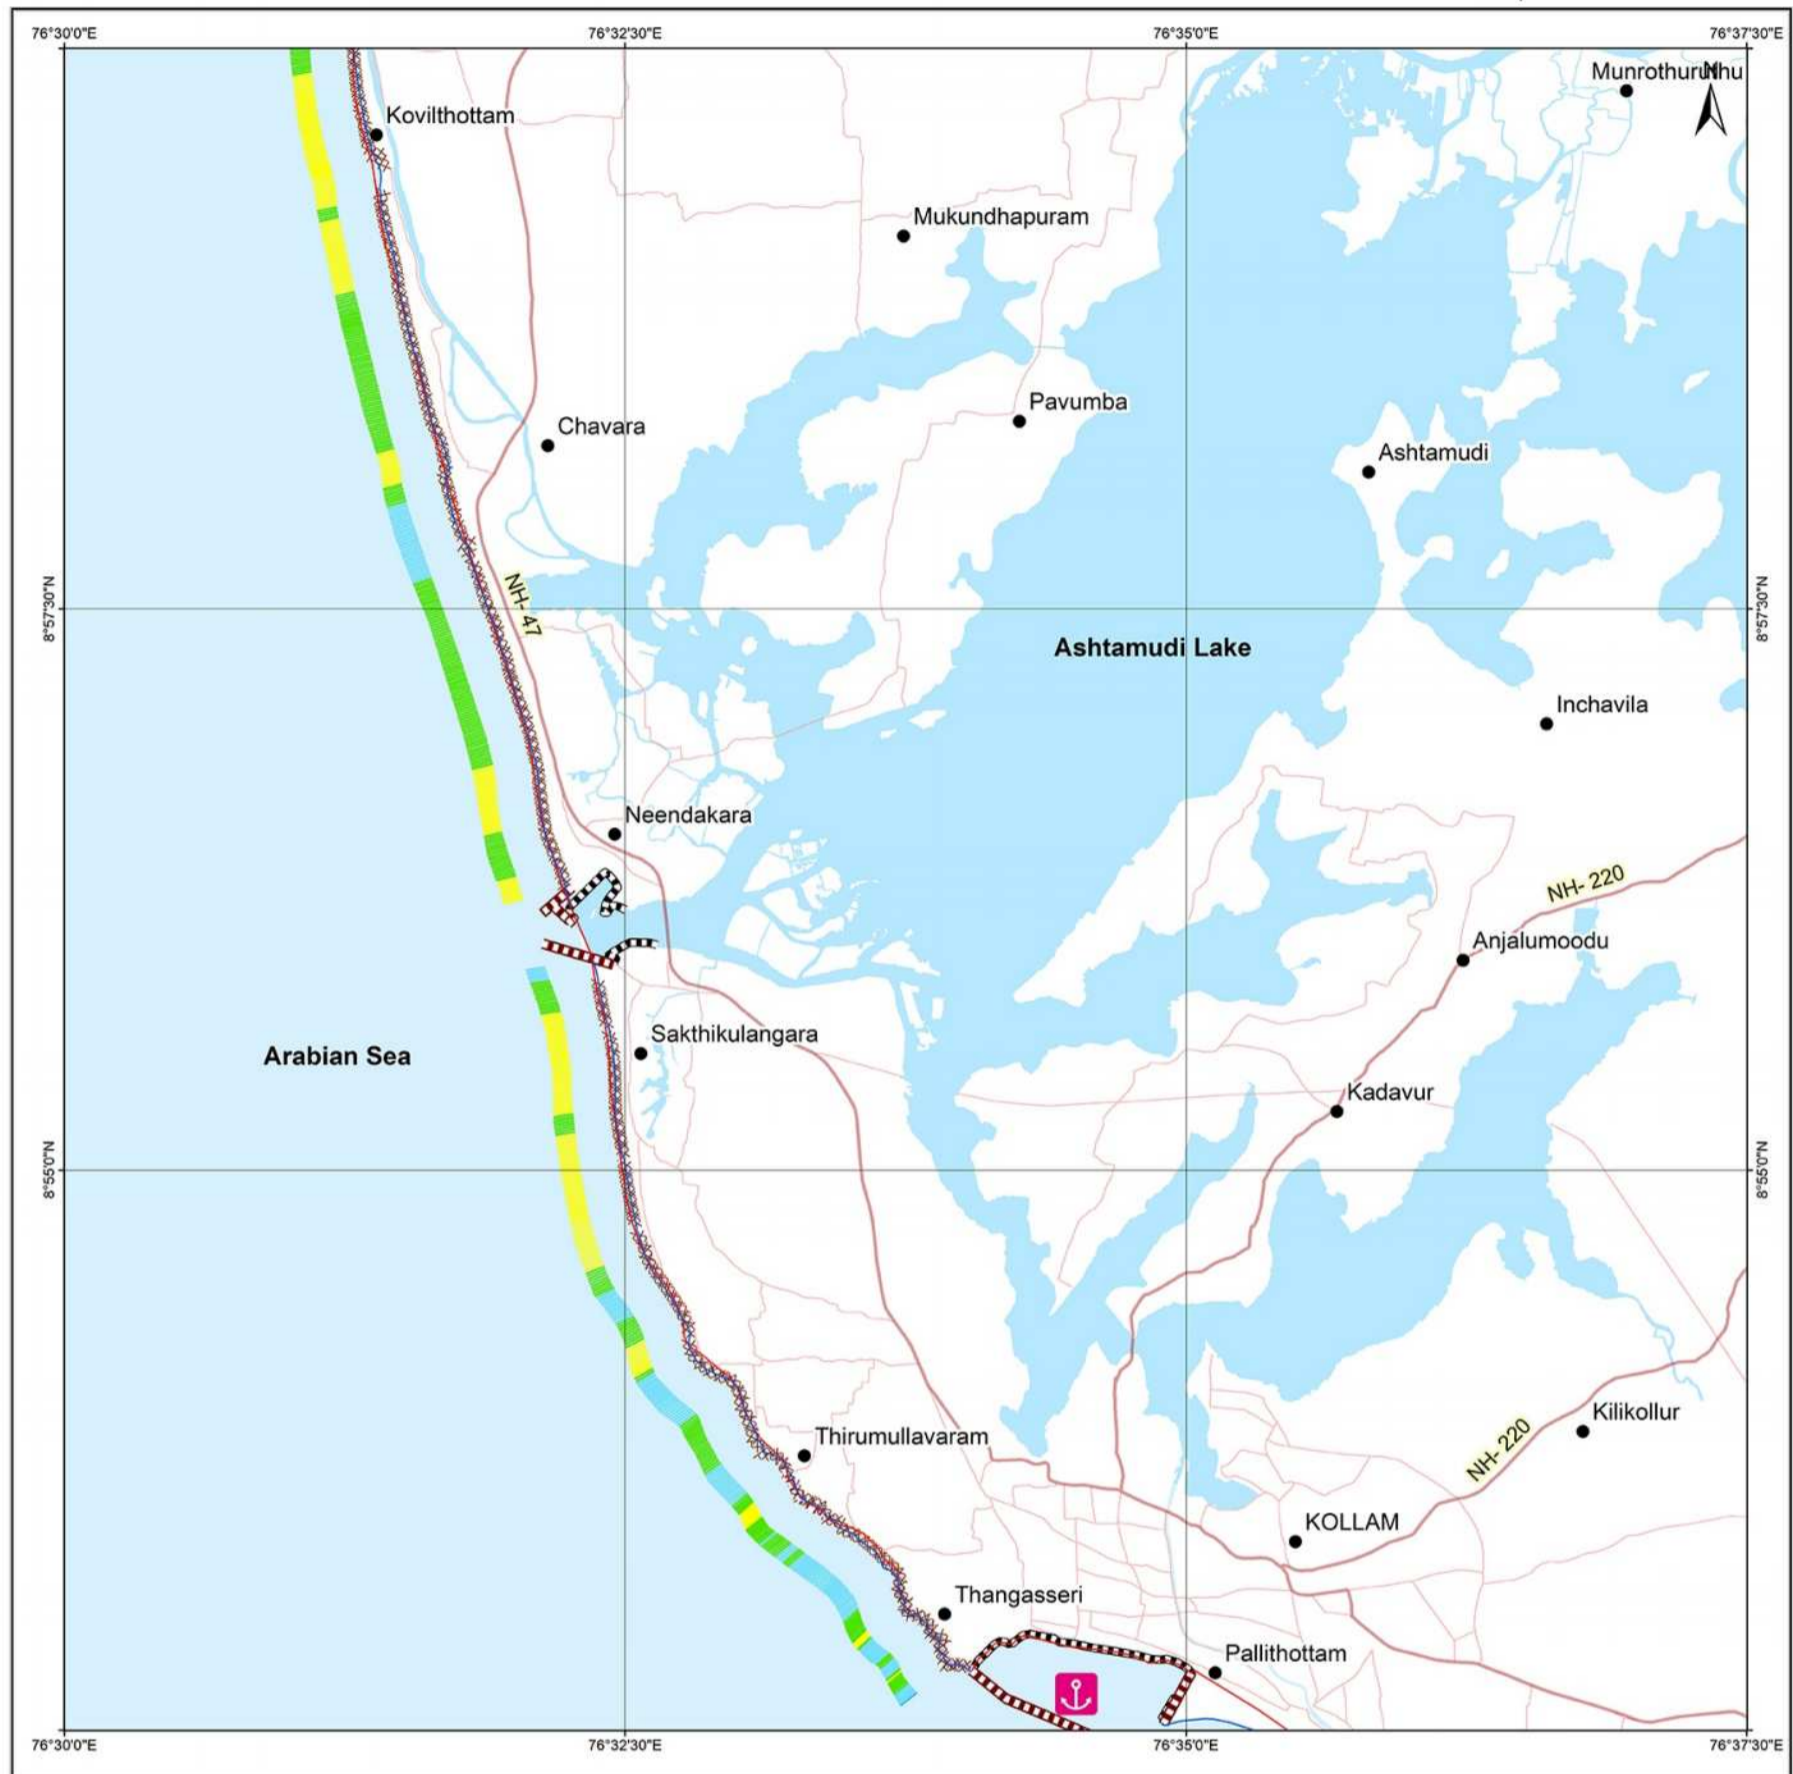 76°30'0"E 76°32'30"E 76°35'0"E 76°37'30"E
Munrothuruthu
N
Kovilthottam
Mukundhapuram
Pavumba
Chavara
Ashtamudi
NH- 47
8°57'30"N 8°57'30"N
Ashtamudi Lake
Inchavila
Neendakara
NH- 220
Anjalumoodu
Sakthikulangara
Arabian Sea
Kadavur
8°55'0"N 8°55'0"N
Kilikollur
Thirumullavaram
NH- 220
KOLLAM
Thangasseri
Pallithottam
76°30'0"E 76°32'30"E 76°35'0"E 76°37'30"E